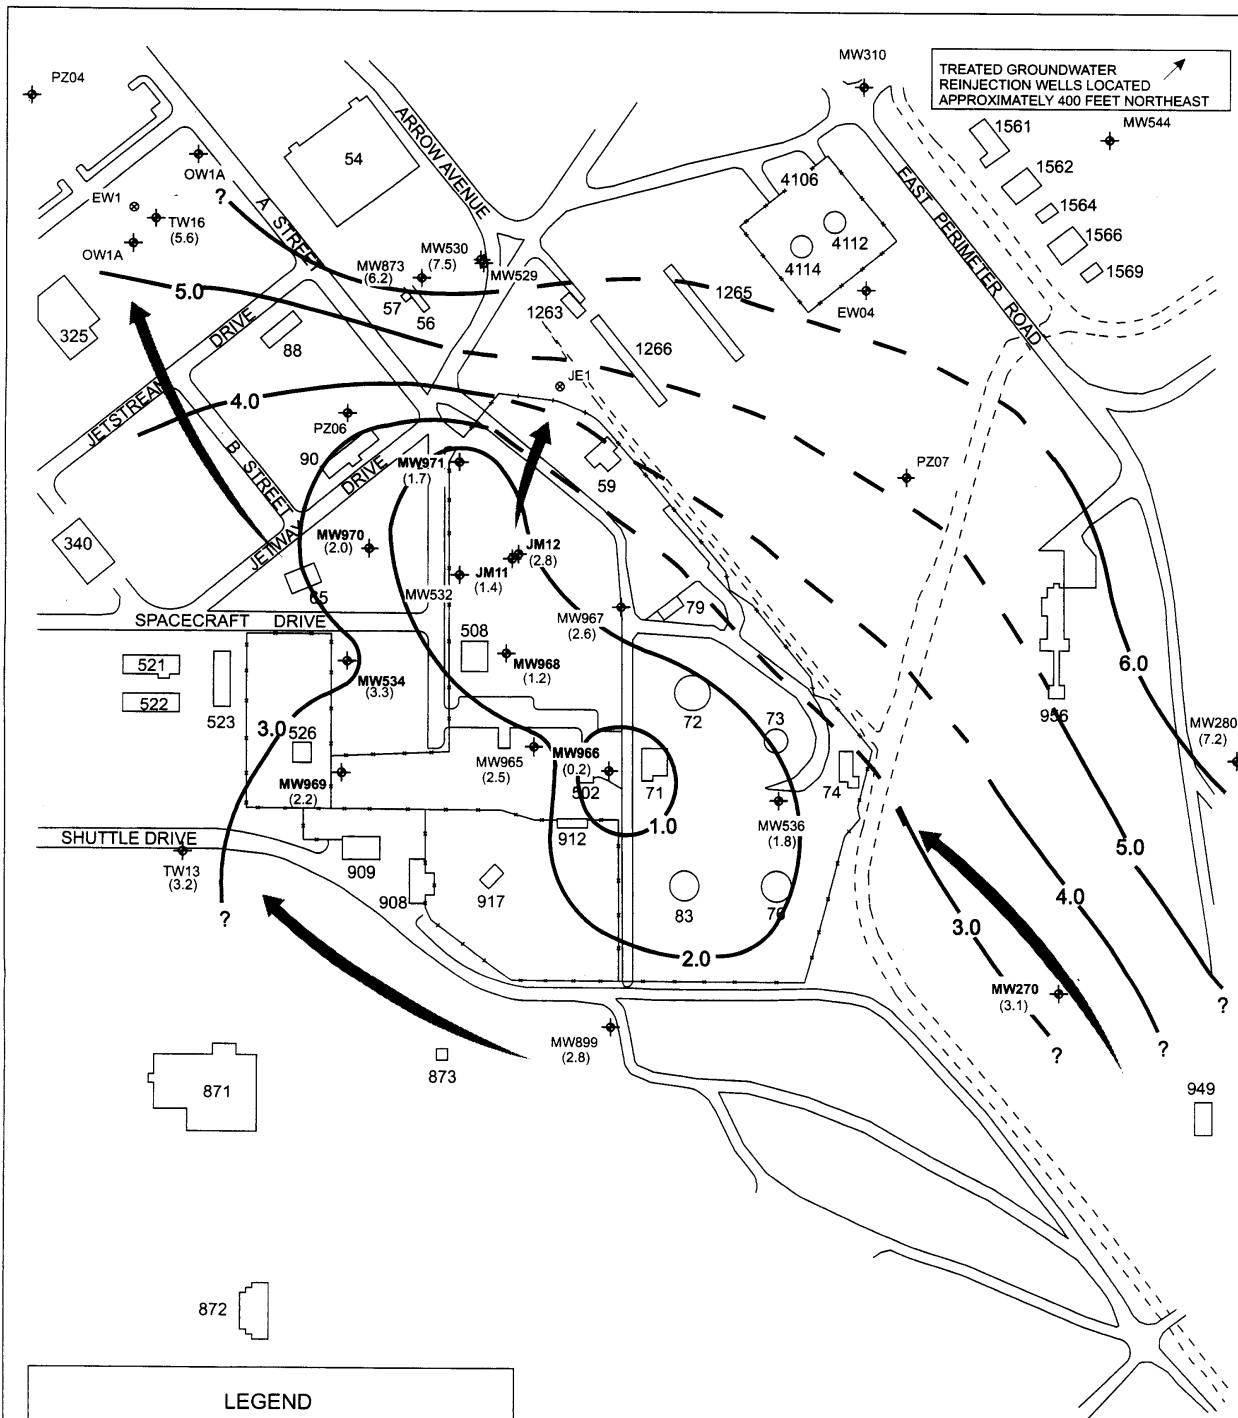 PZ04
MW310
TREATED GROUNDWATER
REINJECTION WELLS LOCATED
APPROXIMATELY 400 FEET NORTHEAST
MW544
1561
1562
1564
1566
1569
54
ARROW AVENUE
4106
4112
4114
EAST PERIMETER ROAD
OW1A
EW1
?
TW16
(5.6)
OW1A
A STREET
MW530
(7.5)
MW873
(6.2)
MW529
57
56
1263
1265
1266
EW04
5.0
325
88
JE1
JETSTREAM DRIVE
4.0
PZ06
B STREET
90
MW971
(1.7)
59
PZ07
340
JETWAY DRIVE
MW970
(2.0)
JM12
(2.8)
JM11
(1.4)
65
MW532
MW967
(2.6)
79
SPACECRAFT DRIVE
521
522
523
508
MW968
(1.2)
MW534
(3.3)
6.0
3.0
526
72
73
956
MW280
(7.2)
MW965
(2.5)
MW966
(0.2)
502
71
74
MW969
(2.2)
1.0
MW536
(1.8)
SHUTTLE DRIVE
912
5.0
TW13
(3.2)
909
908
917
83
76
4.0
3.0
?
2.0
MW270
(3.1)
?
?
?
MW899
(2.8)
873
871
949
872
LEGEND